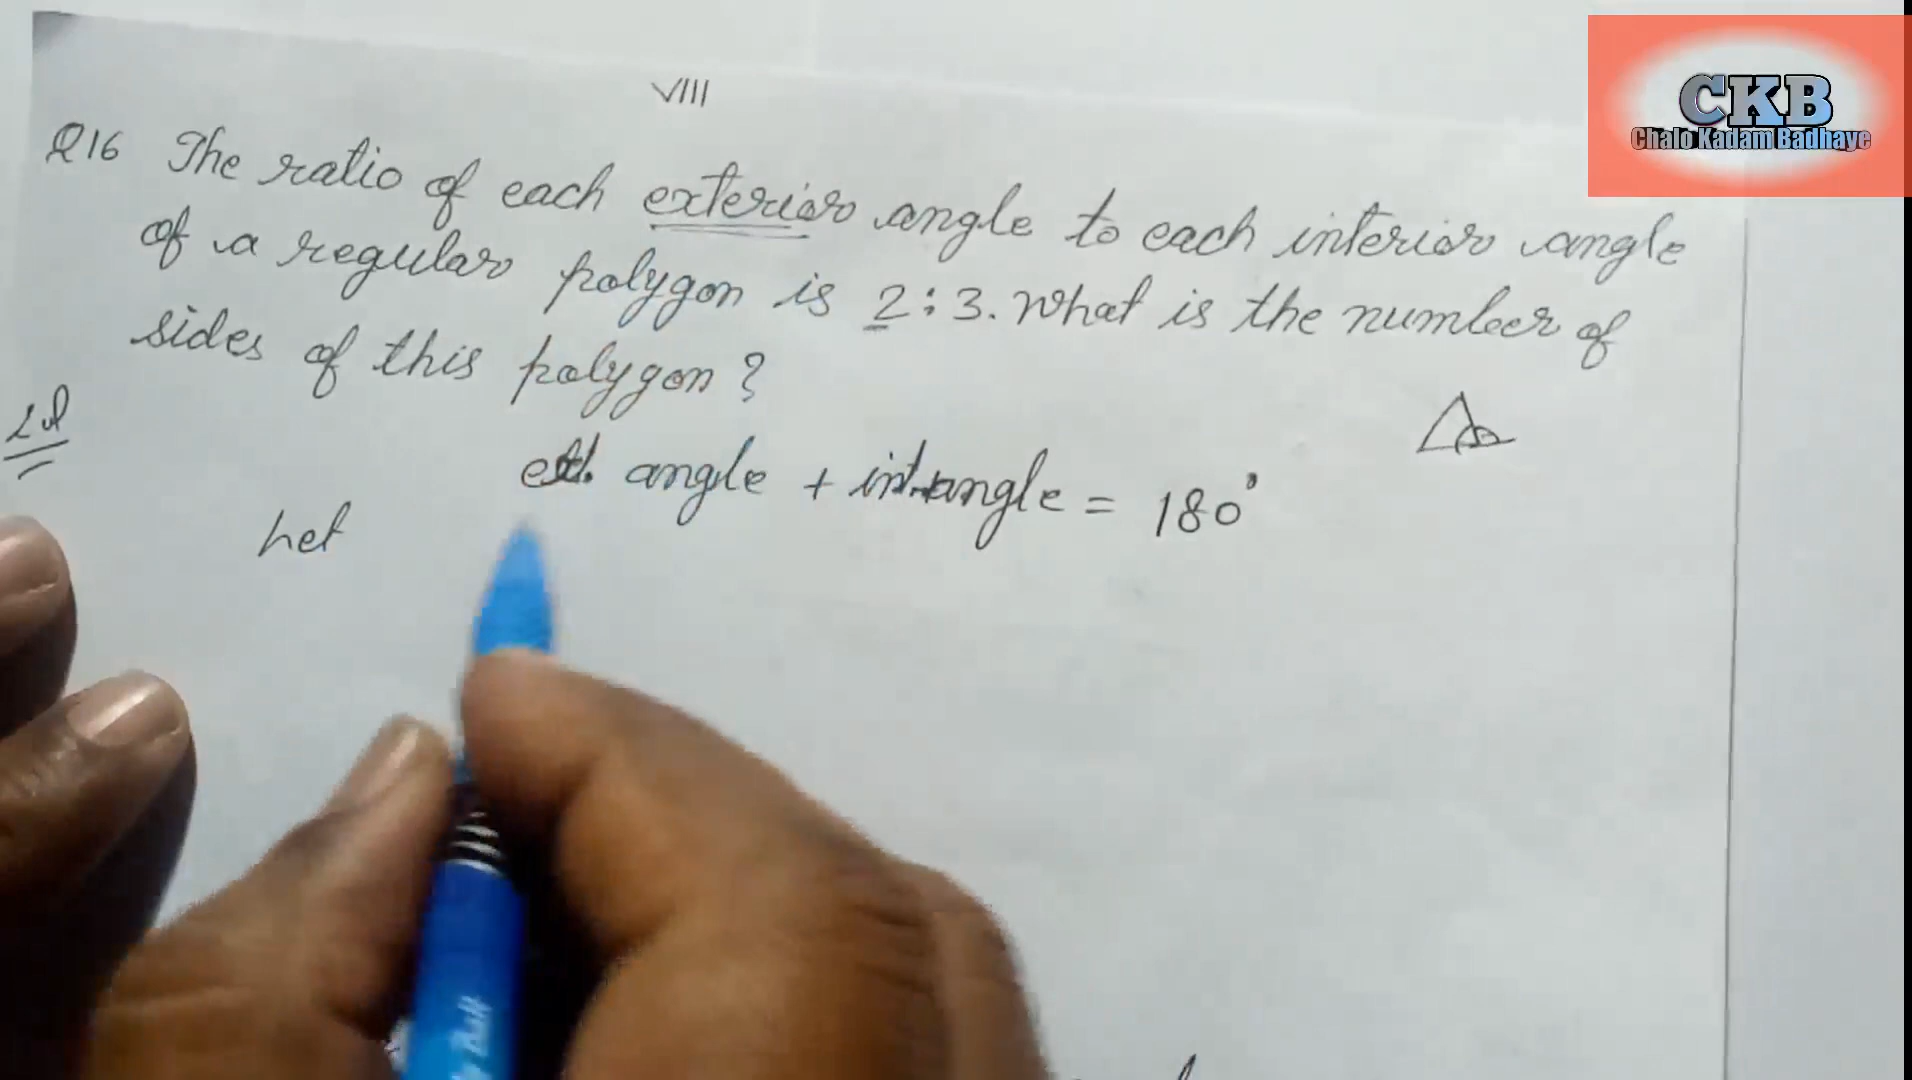 CKB
Chalo Kadam Badhaye
VIII
Q16 The ratio of each exterior angle to each interior angle
of a regular polygon is 2:3. What is the number of
sides of this polygon?
Sol
ext. angle + int. angle = 180°
Let